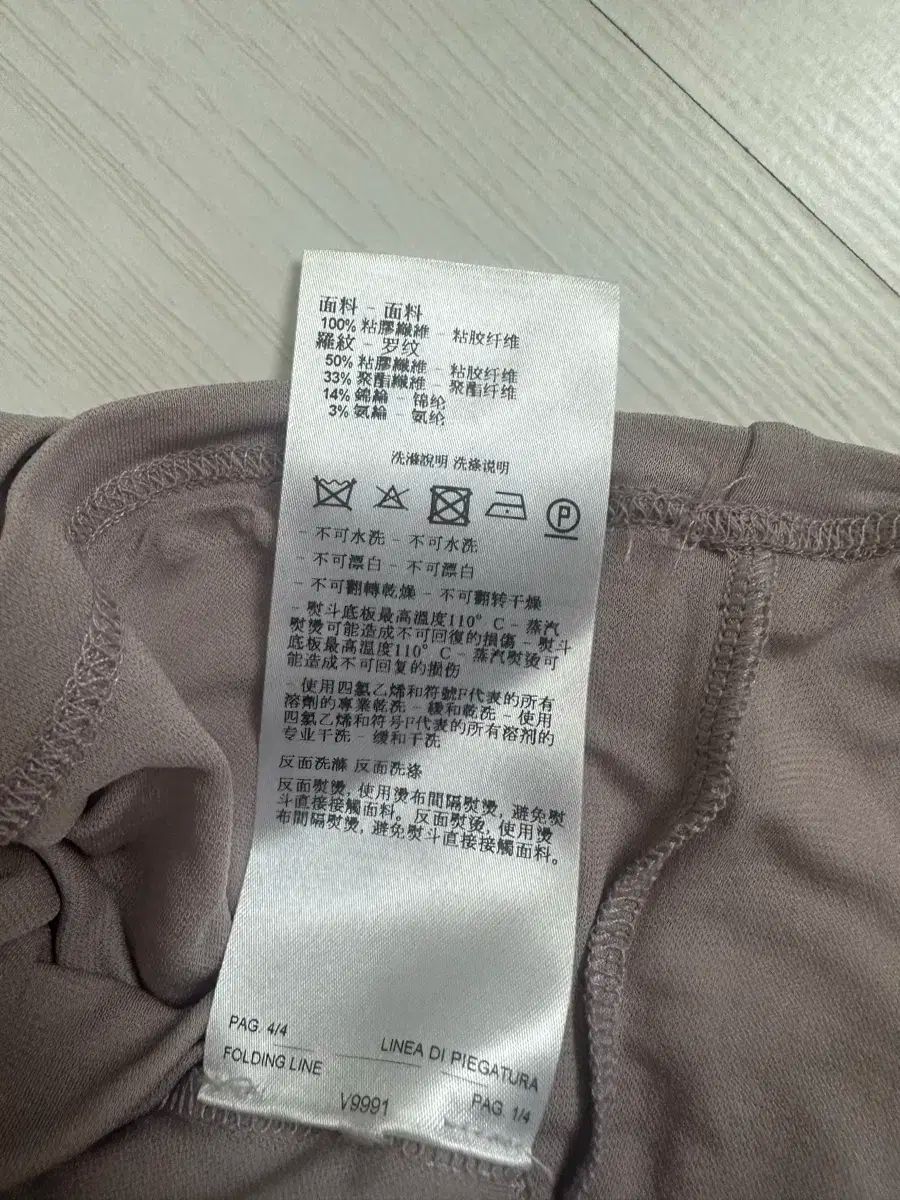 面料 - 面料
100% 粘膠纖維 - 粘胶纤维
羅紋 - 罗纹
50% 粘膠纖維 - 粘胶纤维
33% 聚酯纖維 - 聚酯纤维
14% 錦綸 - 锦纶
3% 氨綸 - 氨纶
洗滌說明 洗涤说明
P
- 不可水洗 - 不可水洗
- 不可漂白 - 不可漂白
- 不可翻轉乾燥 - 不可翻转干燥
- 熨斗底板最高溫度110° C - 蒸汽
熨燙可能造成不可回復的損傷 - 熨斗
底板最高温度110° C - 蒸汽熨烫可
能造成不可回复的损伤
- 使用四氯乙烯和符號F代表的所有
溶劑的專業乾洗 - 緩和乾洗 - 使用
四氯乙烯和符号F代表的所有溶剂的
专业干洗 - 缓和干洗
反面洗滌 反面洗涤
反面熨燙, 使用燙布間隔熨燙, 避免熨
斗直接接觸面料。反面熨燙, 使用燙
布間隔熨燙, 避免熨斗直接接觸面料。
PAG. 4/4
LINEA DI PIEGATURA
FOLDING LINE
V9991
PAG. 1/4